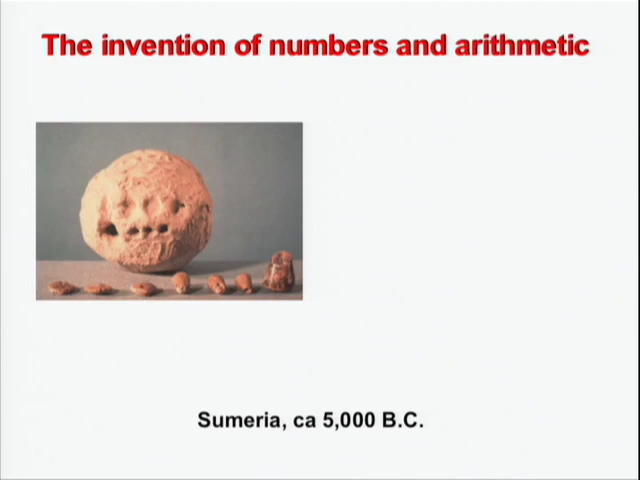 The invention of numbers and arithmetic
Sumeria, ca 5,000 B.C.